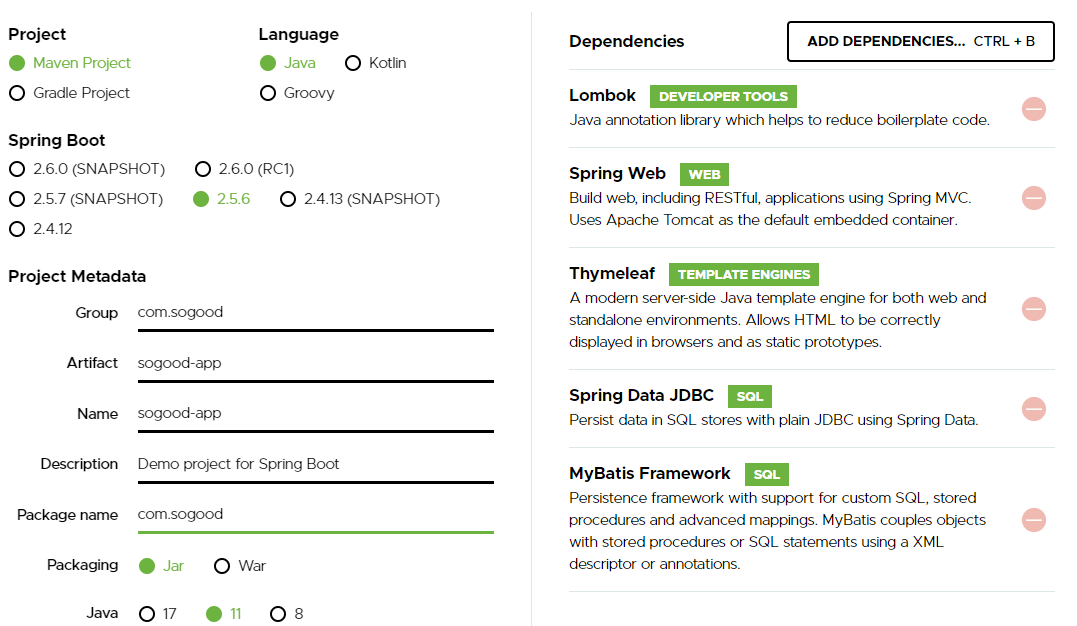 Project
Maven Project
Gradle Project
Language
Java Kotlin
Groovy
Spring Boot
2.6.0 (SNAPSHOT) 2.6.0 (RC1)
2.5.7 (SNAPSHOT) 2.5.6 2.4.13 (SNAPSHOT)
2.4.12
Project Metadata
Group com.sogood
Artifact sogood-app
Name sogood-app
Description Demo project for Spring Boot
Package name com.sogood
Packaging Jar War
Java 17 11 8
Dependencies ADD DEPENDENCIES... CTRL + B
Lombok DEVELOPER TOOLS
Java annotation library which helps to reduce boilerplate code.
Spring Web WEB
Build web, including RESTful, applications using Spring MVC.
Uses Apache Tomcat as the default embedded container.
Thymeleaf TEMPLATE ENGINES
A modern server-side Java template engine for both web and
standalone environments. Allows HTML to be correctly
displayed in browsers and as static prototypes.
Spring Data JDBC SQL
Persist data in SQL stores with plain JDBC using Spring Data.
MyBatis Framework SQL
Persistence framework with support for custom SQL, stored
procedures and advanced mappings. MyBatis couples objects
with stored procedures or SQL statements using a XML
descriptor or annotations.